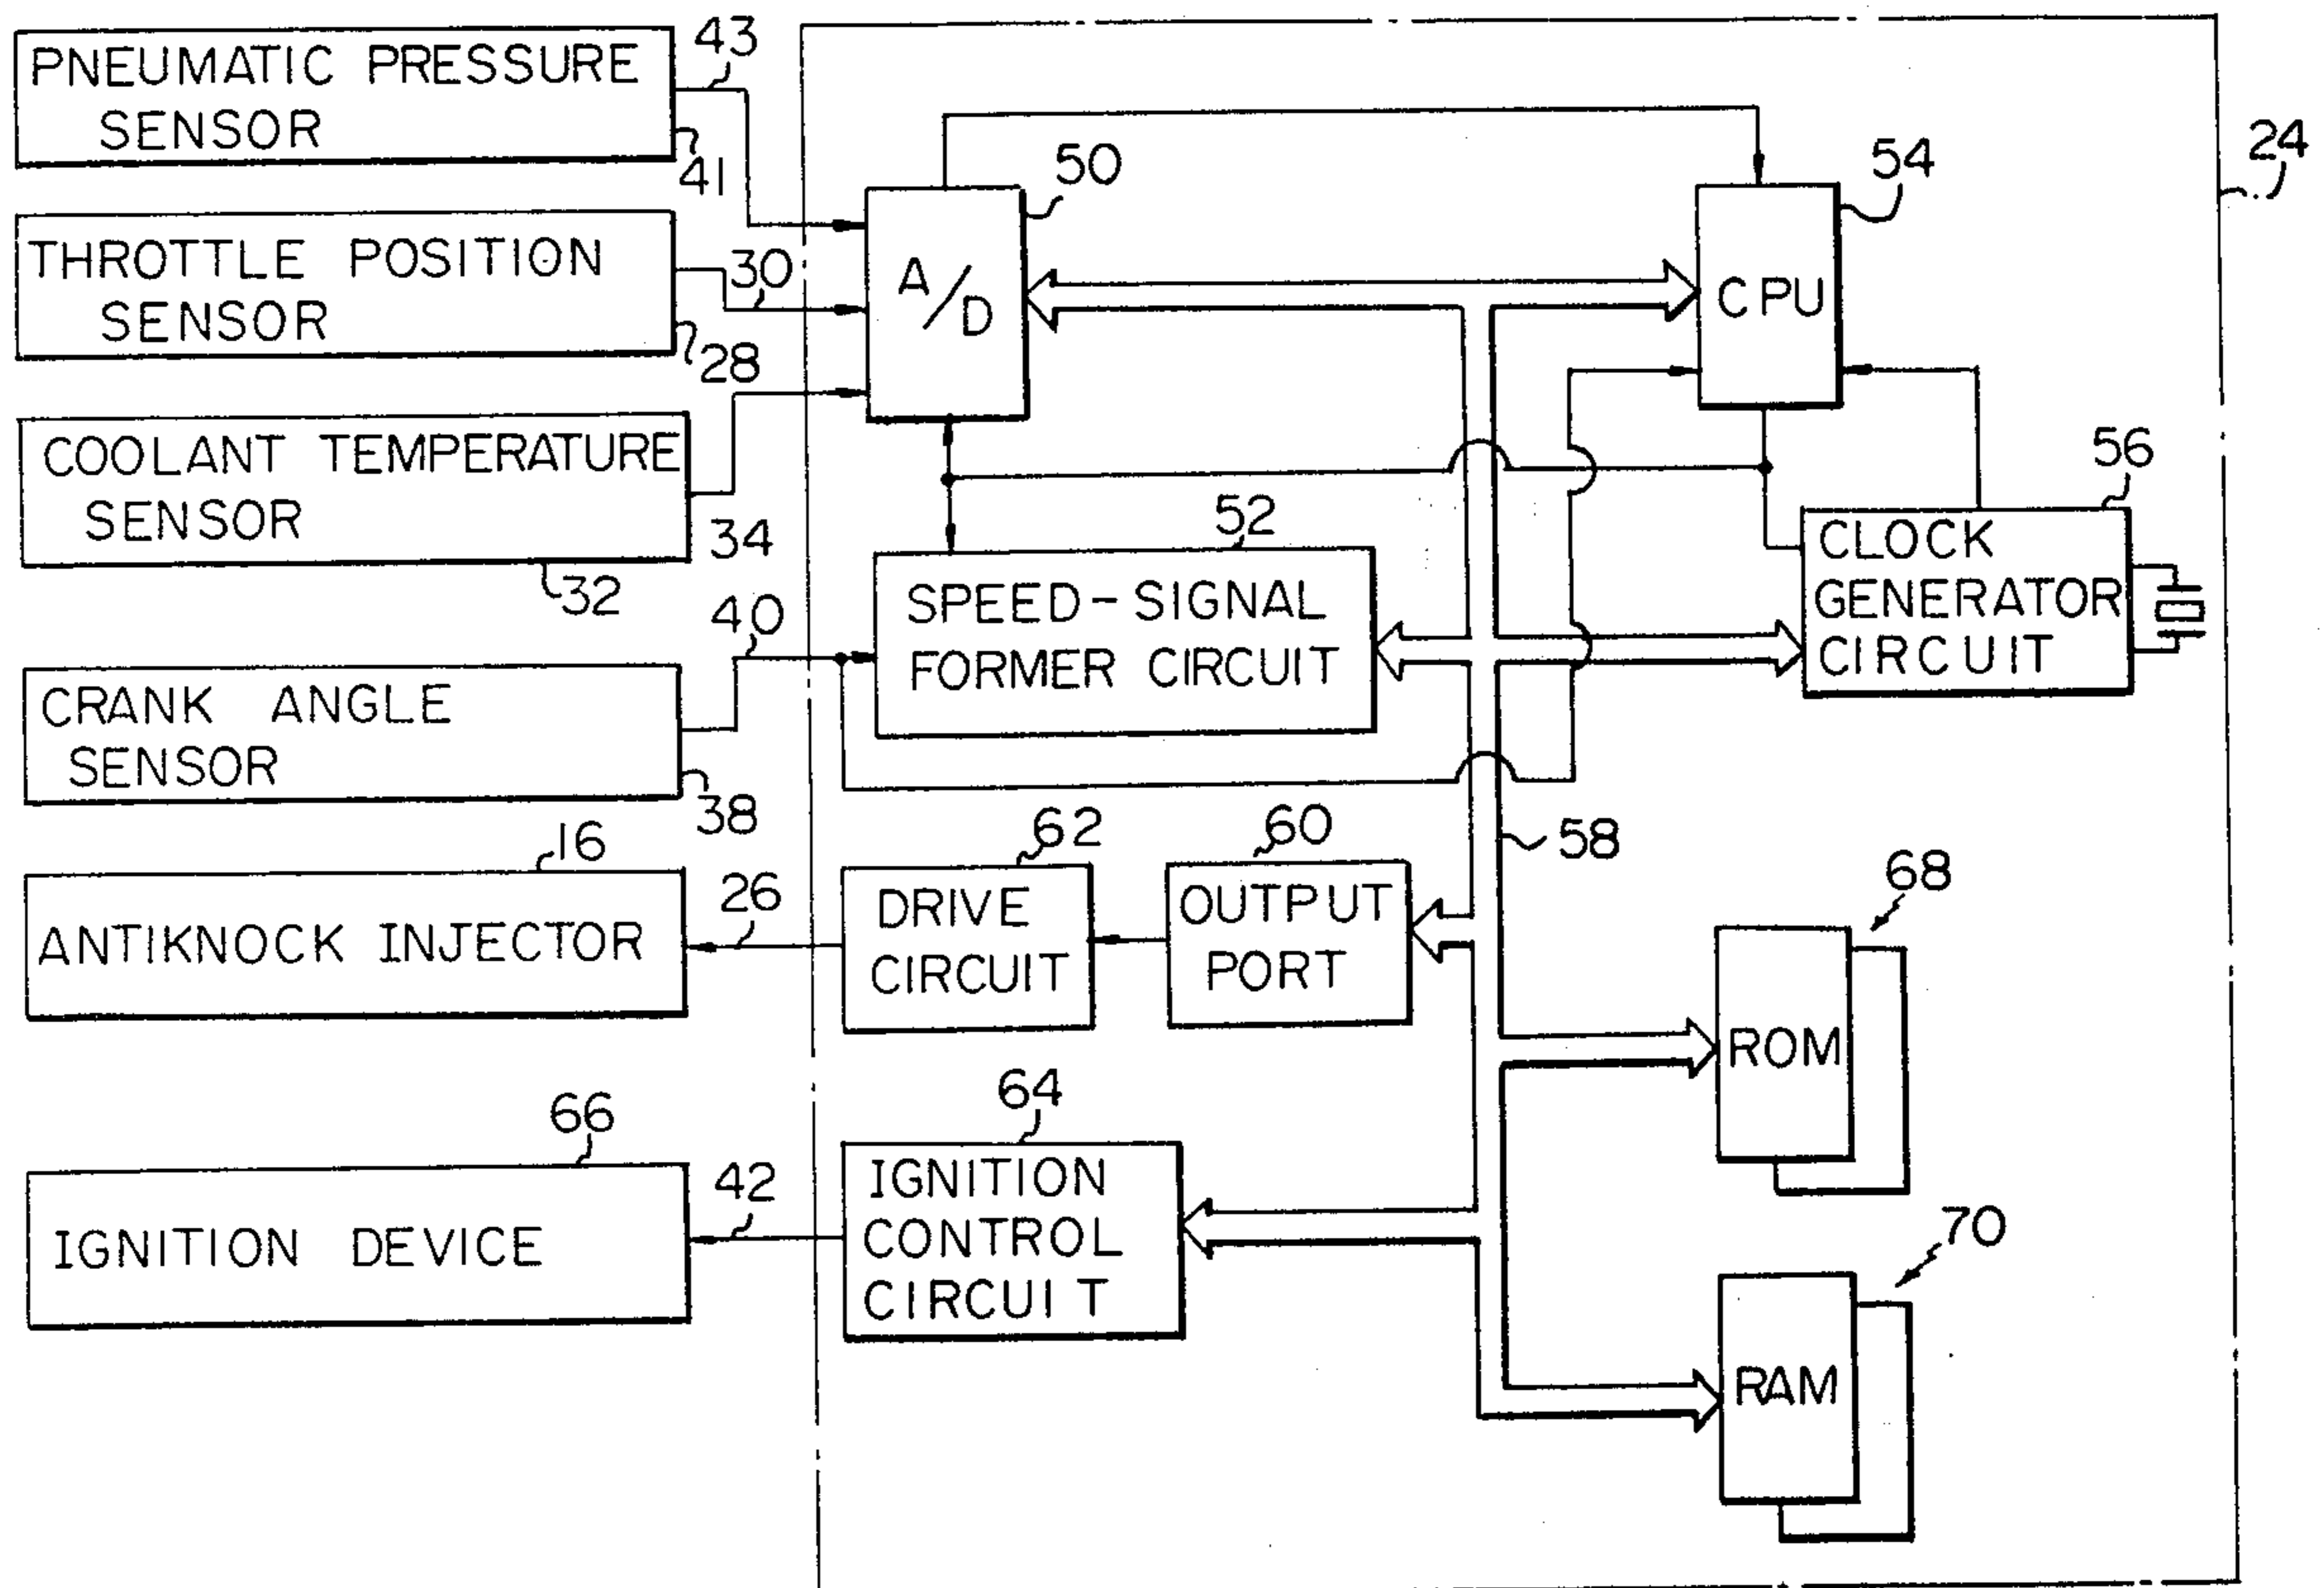 PNEUMATIC PRESSURE
SENSOR
43
41
THROTTLE POSITION
SENSOR
30
28
COOLANT TEMPERATURE
SENSOR
34
32
CRANK ANGLE
SENSOR
40
38
ANTIKNOCK INJECTOR
16
26
IGNITION DEVICE
66
42
24
A/D
50
CPU
54
52
SPEED-SIGNAL
FORMER CIRCUIT
56
CLOCK
GENERATOR
CIRCUIT
58
62
DRIVE
CIRCUIT
60
OUTPUT
PORT
64
IGNITION
CONTROL
CIRCUIT
68
ROM
70
RAM